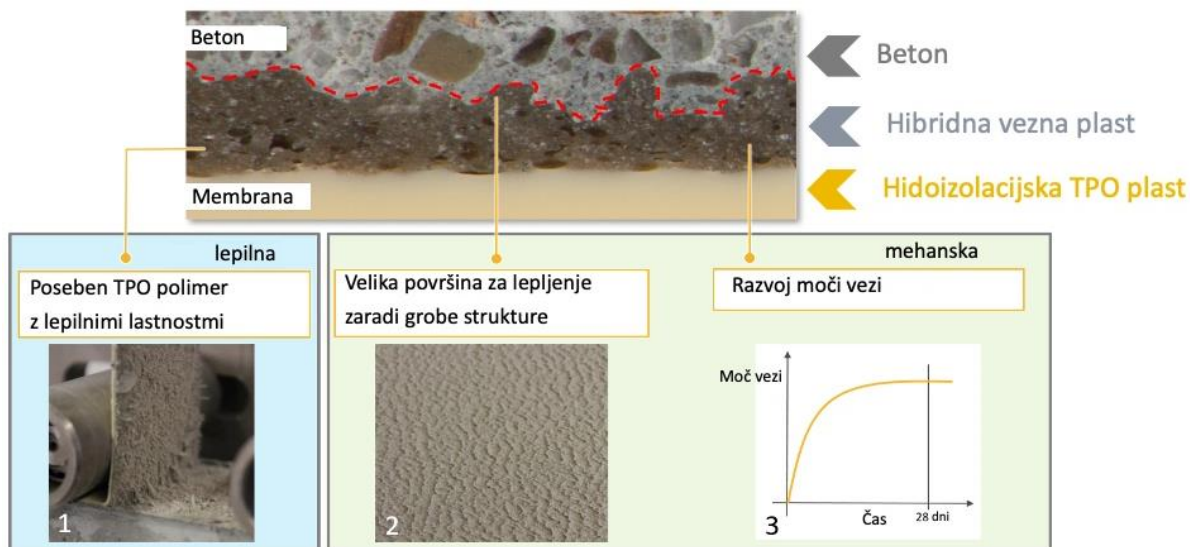 Beton
Beton
Hibridna vezna plast
Membrana
Hidoizolacijska TPO plast
lepilna
mehanska
Poseben TPO polimer
z lepilnimi lastnostmi
Velika površina za lepljenje
zaradi grobe strukture
Razvoj moči vezi
Moč vezi
Čas
28 dni
1
2
3